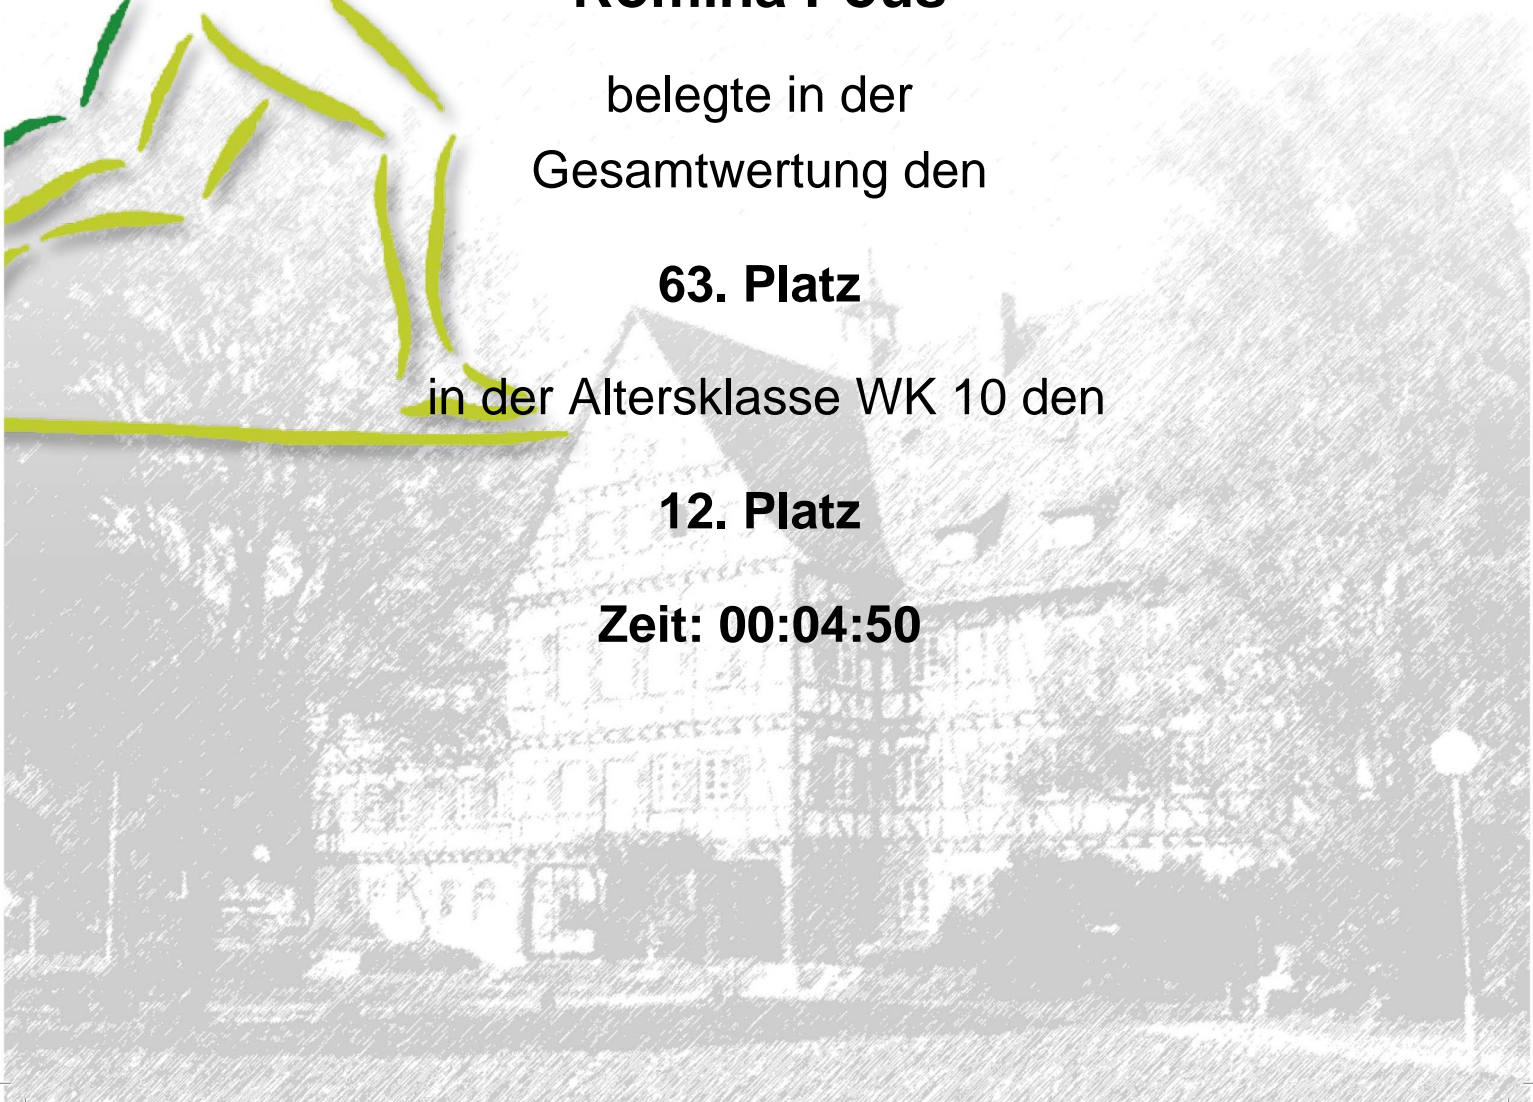 Romina
belegte in der
Gesamtwertung den
63. Platz
in der Altersklasse WK 10 den
12. Platz
Zeit: 00:04:50